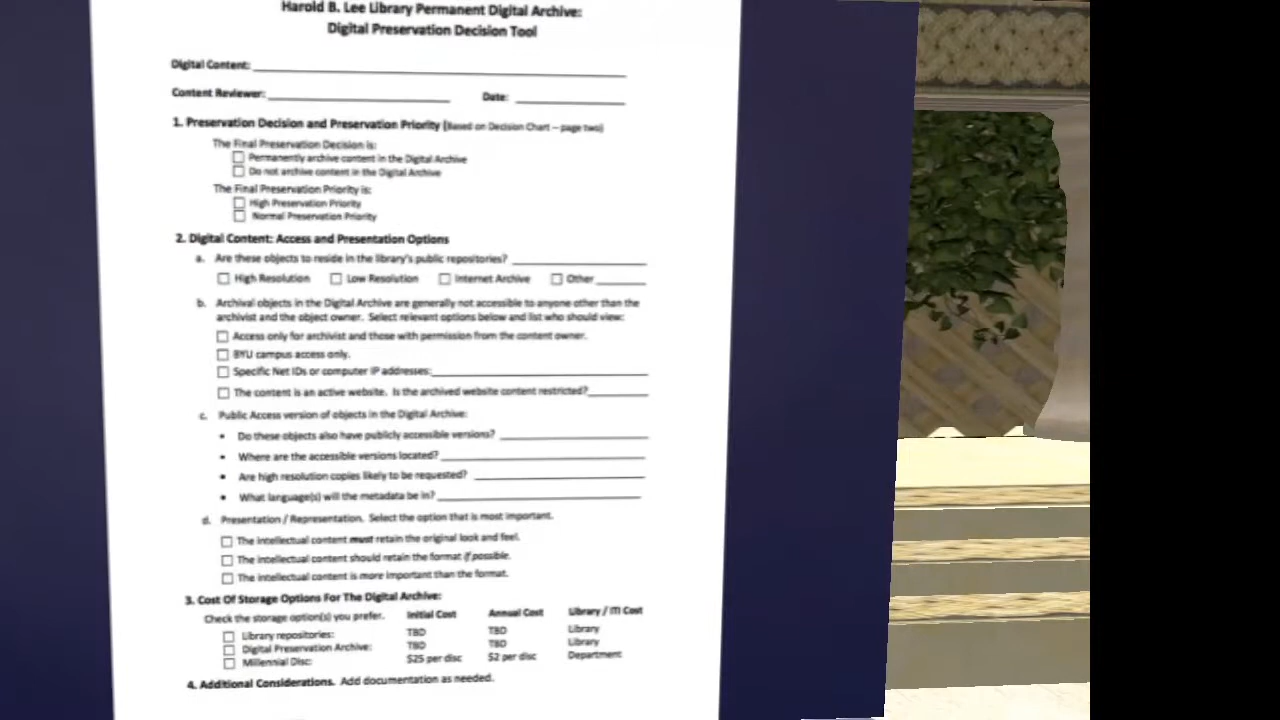 Harold B. Lee Library Permanent Digital Archive:
Digital Preservation Decision Tool
Digital Content:
Content Reviewer: Date:
1. Preservation Decision and Preservation Priority (Based on Decision Chart – page two)
The Final Preservation Decision is:
Permanently archive content in the Digital Archive
Do not archive content in the Digital Archive
The Final Preservation Priority is:
High Preservation Priority
Normal Preservation Priority
2. Digital Content: Access and Presentation Options
a. Are these objects to reside in the library's public repositories?
High Resolution Low Resolution Internet Archive Other
b. Archival objects in the Digital Archive are generally not accessible to anyone other than the
archivist and the object owner. Select relevant options below and list who should view:
Access only for archivist and those with permission from the content owner.
BYU campus access only.
Specific Net IDs or computer IP addresses:
The content is an active website. Is the archived website content restricted?
c. Public Access version of objects in the Digital Archive:
• Do these objects also have publicly accessible versions?
• Where are the accessible versions located?
• Are high resolution copies likely to be requested?
• What language(s) will the metadata be in?
d. Presentation / Representation. Select the option that is most important.
The intellectual content must retain the original look and feel.
The intellectual content should retain the format if possible.
The intellectual content is more important than the format.
3. Cost Of Storage Options For The Digital Archive:
Check the storage option(s) you prefer. Initial Cost Annual Cost Library / ITI Cost
Library repositories: TBD TBD Library
Digital Preservation Archive: TBD TBD Library
Millennial Disc: $25 per disc $2 per disc Department
4. Additional Considerations. Add documentation as needed.